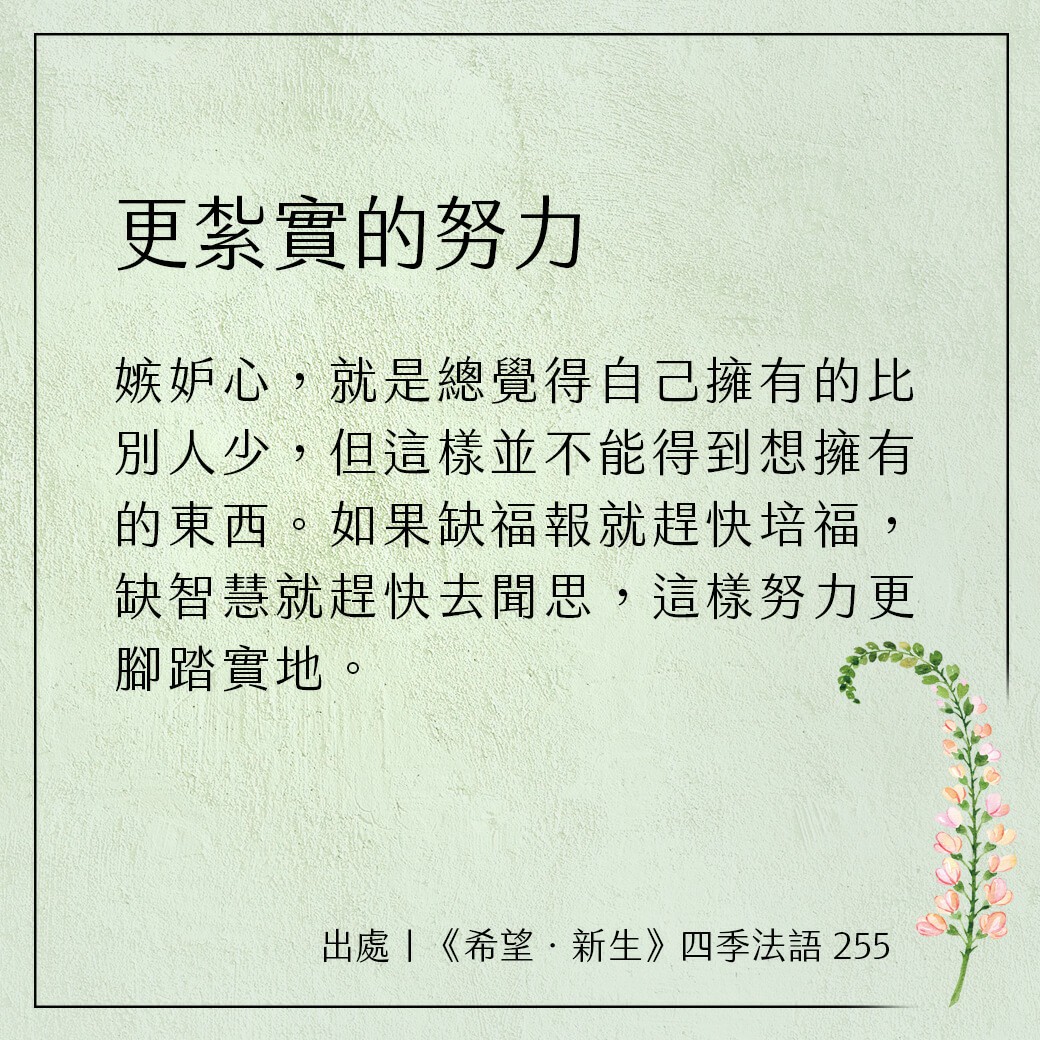 更紮實的努力
嫉妒心，就是總覺得自己擁有的比
別人少，但這樣並不能得到想擁有
的東西。如果缺福報就趕快培福，
缺智慧就趕快去聞思，這樣努力更
腳踏實地。
出處丨《希望．新生》四季法語 255